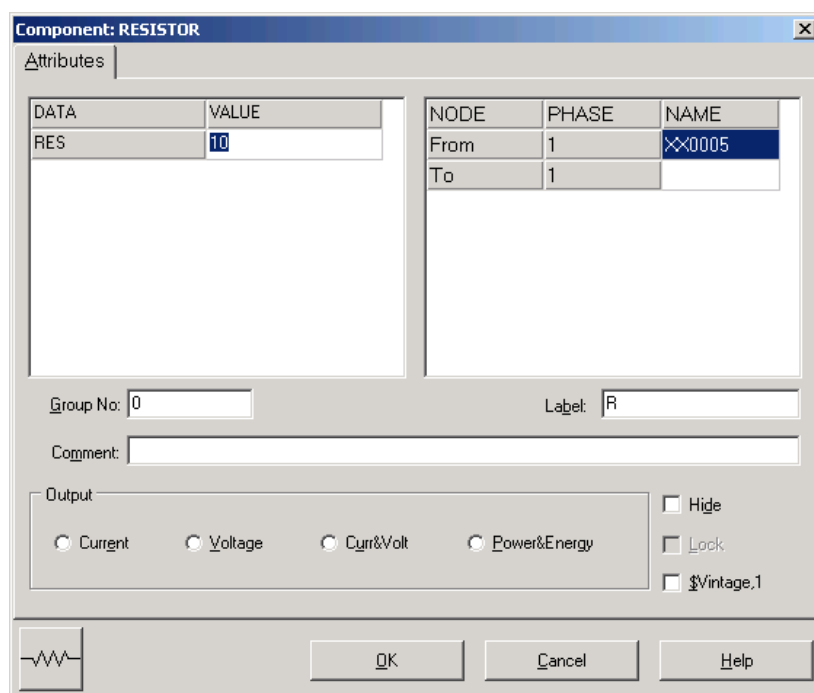 Component: RESISTOR
Attributes
DATA VALUE
RES 10
NODE PHASE NAME
From 1 XX0005
To 1
Group No: 0
Label: R
Comment:
Output
Current Voltage Curr&Volt Power&Energy
Hide
Lock
$Vintage,1
OK Cancel Help